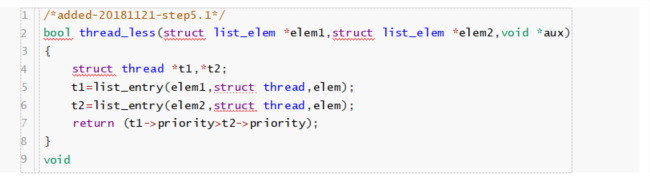 1 /*added-20181121-step5.1*/
2 bool thread_less(struct list_elem *elem1,struct list_elem *elem2,void *aux)
3 {
4 struct thread *t1,*t2;
5 t1=list_entry(elem1,struct thread,elem);
6 t2=list_entry(elem2,struct thread,elem);
7 return (t1->priority>t2->priority);
8 }
9 void